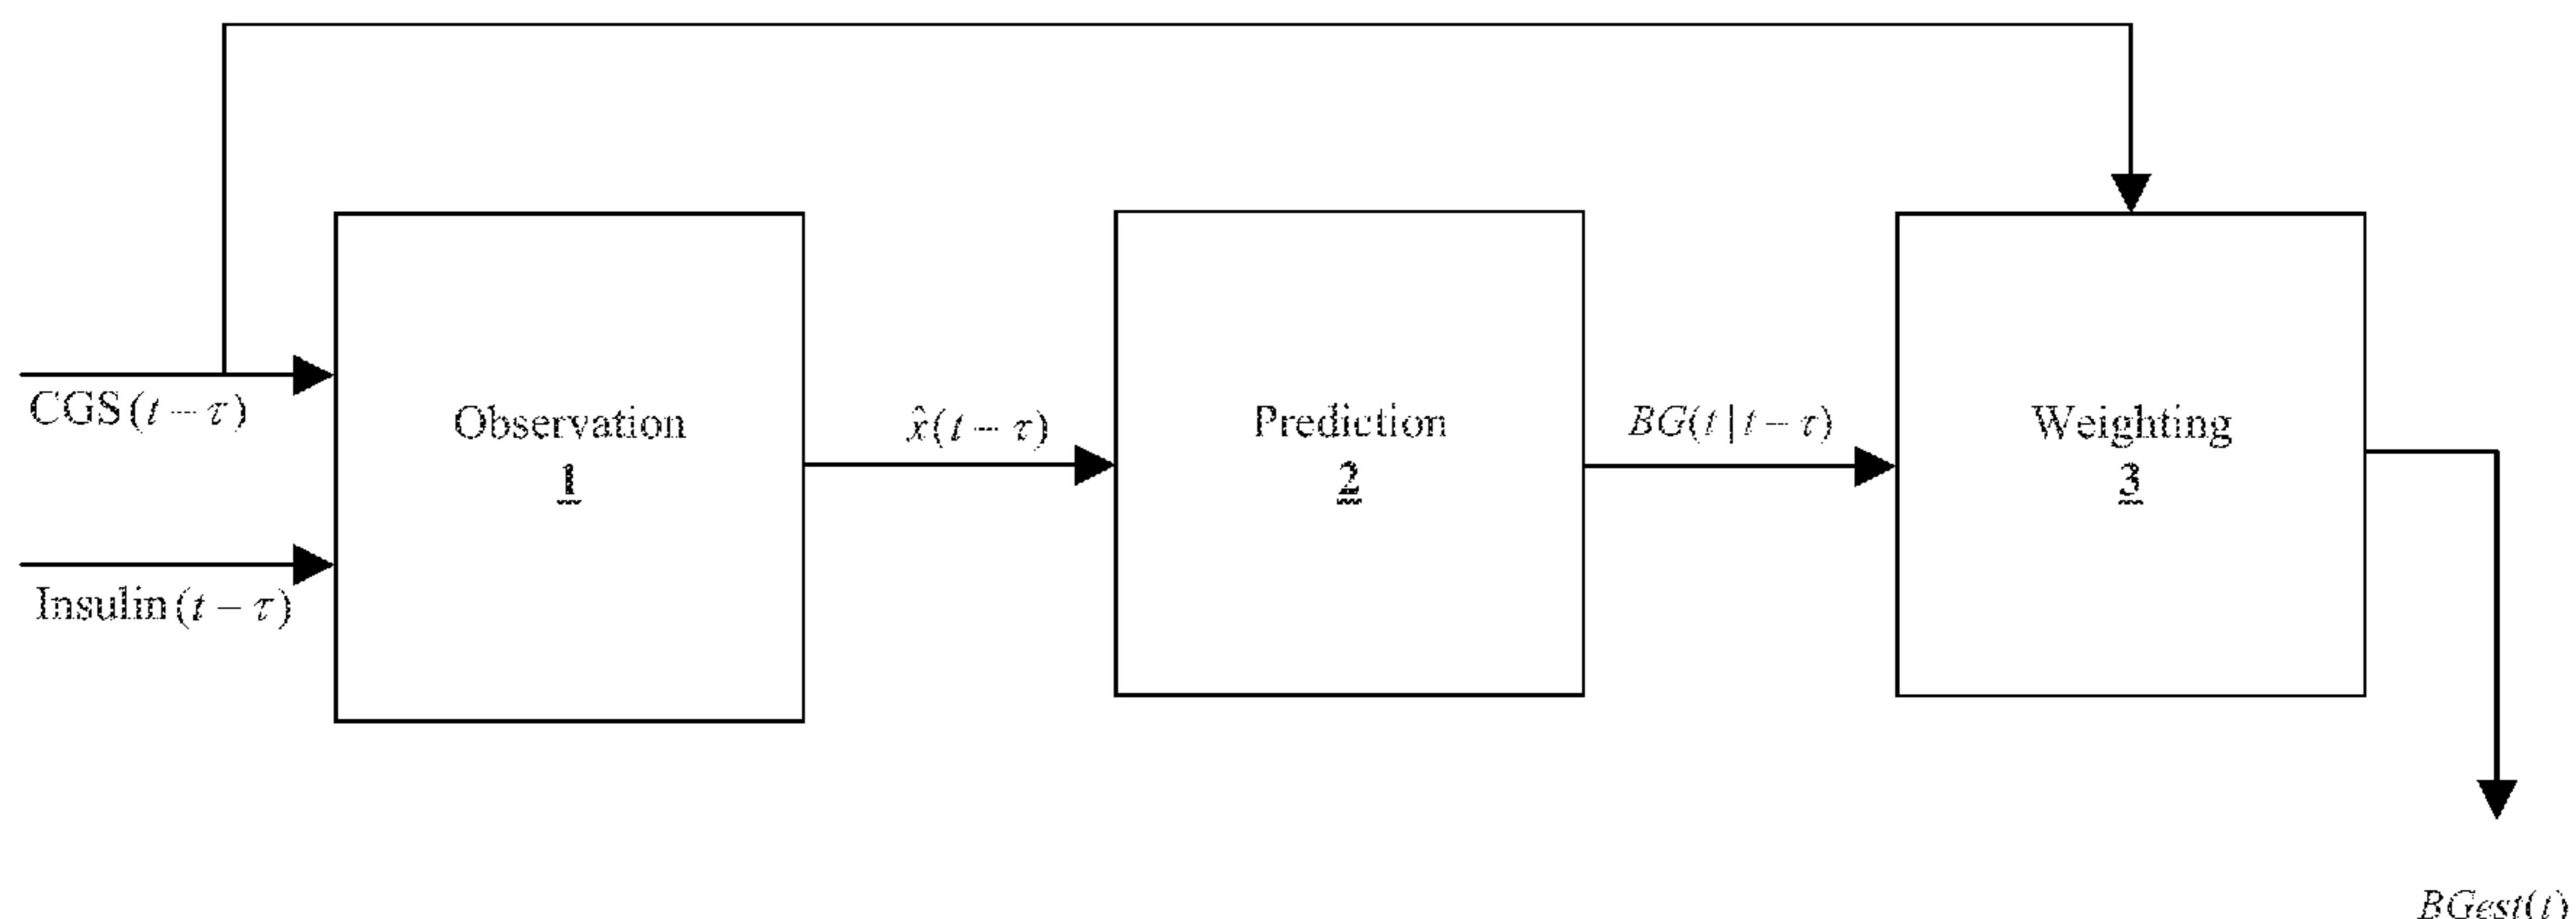 CGS(t − τ)
Insulin(t − τ)
Observation
1
x̂(t − τ)
Prediction
2
BG(t | t − τ)
Weighting
3
BGest(t)